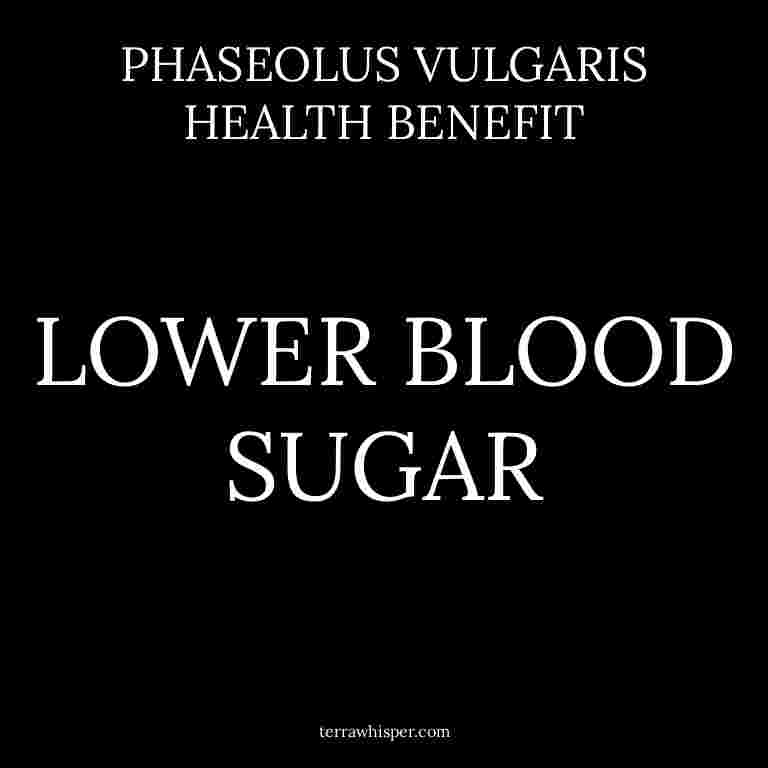 PHASEOLUS VULGARIS
HEALTH BENEFIT
LOWER BLOOD
SUGAR
terrawhisper.com